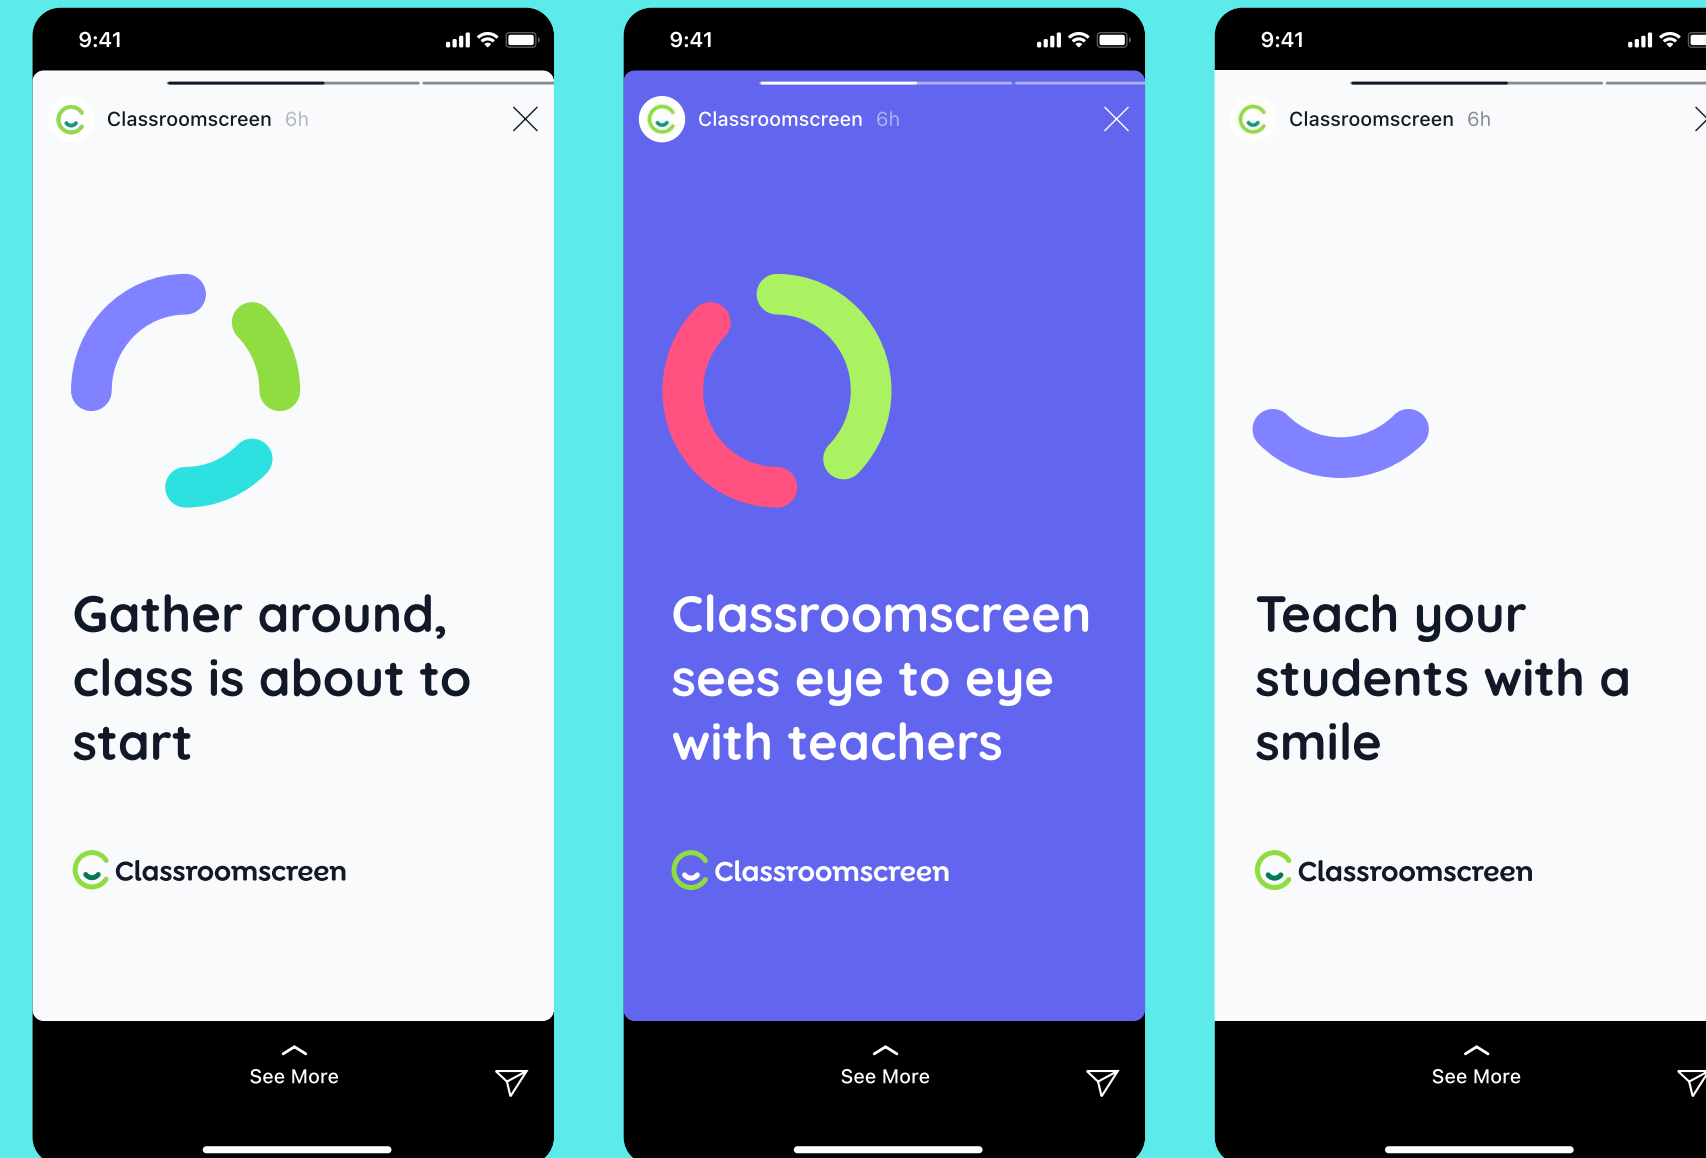 9:41
Classroomscreen 6h
Gather around,
class is about to
start
Classroomscreen
See More
9:41
Classroomscreen 6h
Classroomscreen
sees eye to eye
with teachers
Classroomscreen
See More
9:41
Classroomscreen 6h
Teach your
students with a
smile
Classroomscreen
See More